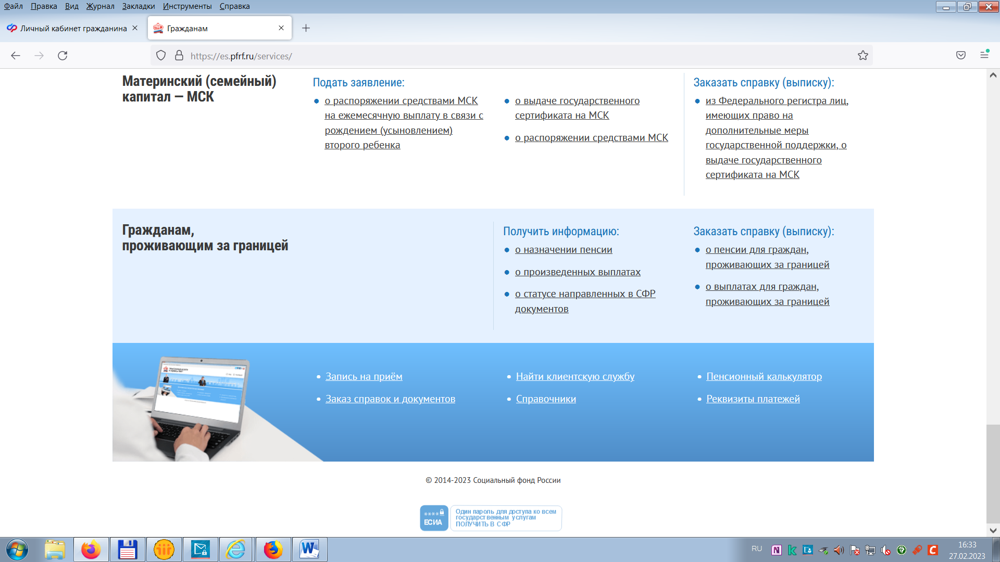 Файл Правка Вид Журнал Закладки Инструменты Справка
Личный кабинет гражданина
Гражданам
https://es.pfrf.ru/services/
Материнский (семейный)
капитал — МСК
Подать заявление:
о распоряжении средствами МСК
на ежемесячную выплату в связи с
рождением (усыновлением)
второго ребенка
о выдаче государственного
сертификата на МСК
о распоряжении средствами МСК
Заказать справку (выписку):
из Федерального регистра лиц,
имеющих право на
дополнительные меры
государственной поддержки, о
выдаче государственного
сертификата на МСК
Гражданам,
проживающим за границей
Получить информацию:
о назначении пенсии
о произведенных выплатах
о статусе направленных в СФР
документов
Заказать справку (выписку):
о пенсии для граждан,
проживающих за границей
о выплатах для граждан,
проживающих за границей
Запись на приём
Заказ справок и документов
Найти клиентскую службу
Справочники
Пенсионный калькулятор
Реквизиты платежей
© 2014-2023 Социальный фонд России
****
ЕСИА
Один пароль для доступа ко всем
государственным услугам
ПОЛУЧИТЬ В СФР
RU
16:33
27.02.2023